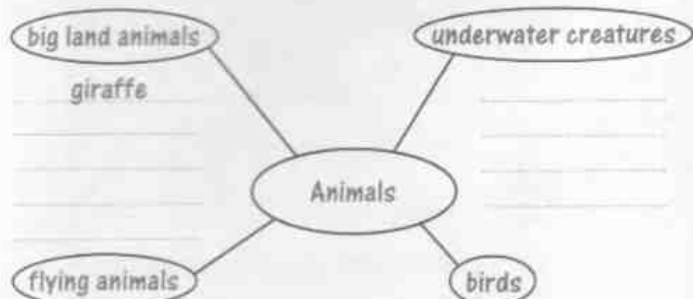 big land animals
underwater creatures
giraffe
Animals
flying animals
birds